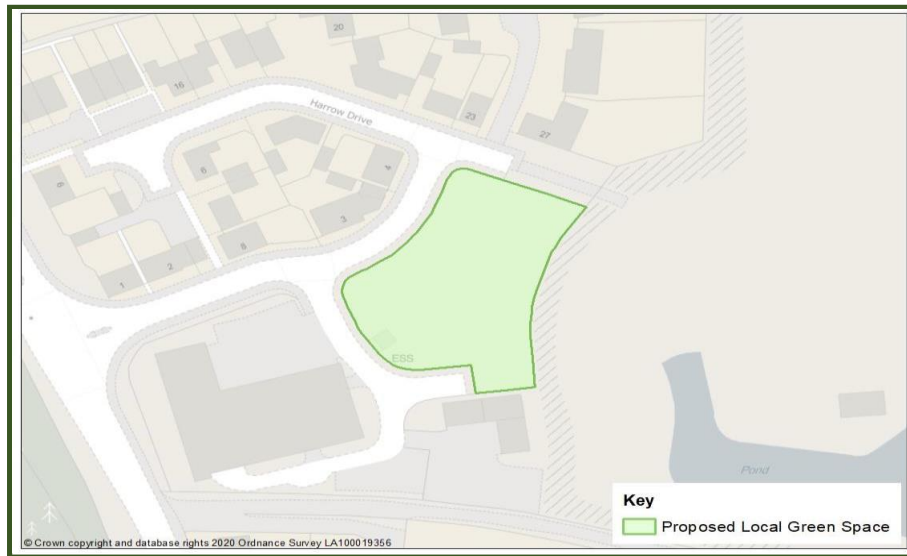 20
16
Harrow Drive
23
27
6
4
9
3
8
2
1
ESS
Pond
Key
Proposed Local Green Space
© Crown copyright and database rights 2020 Ordnance Survey LA100019356